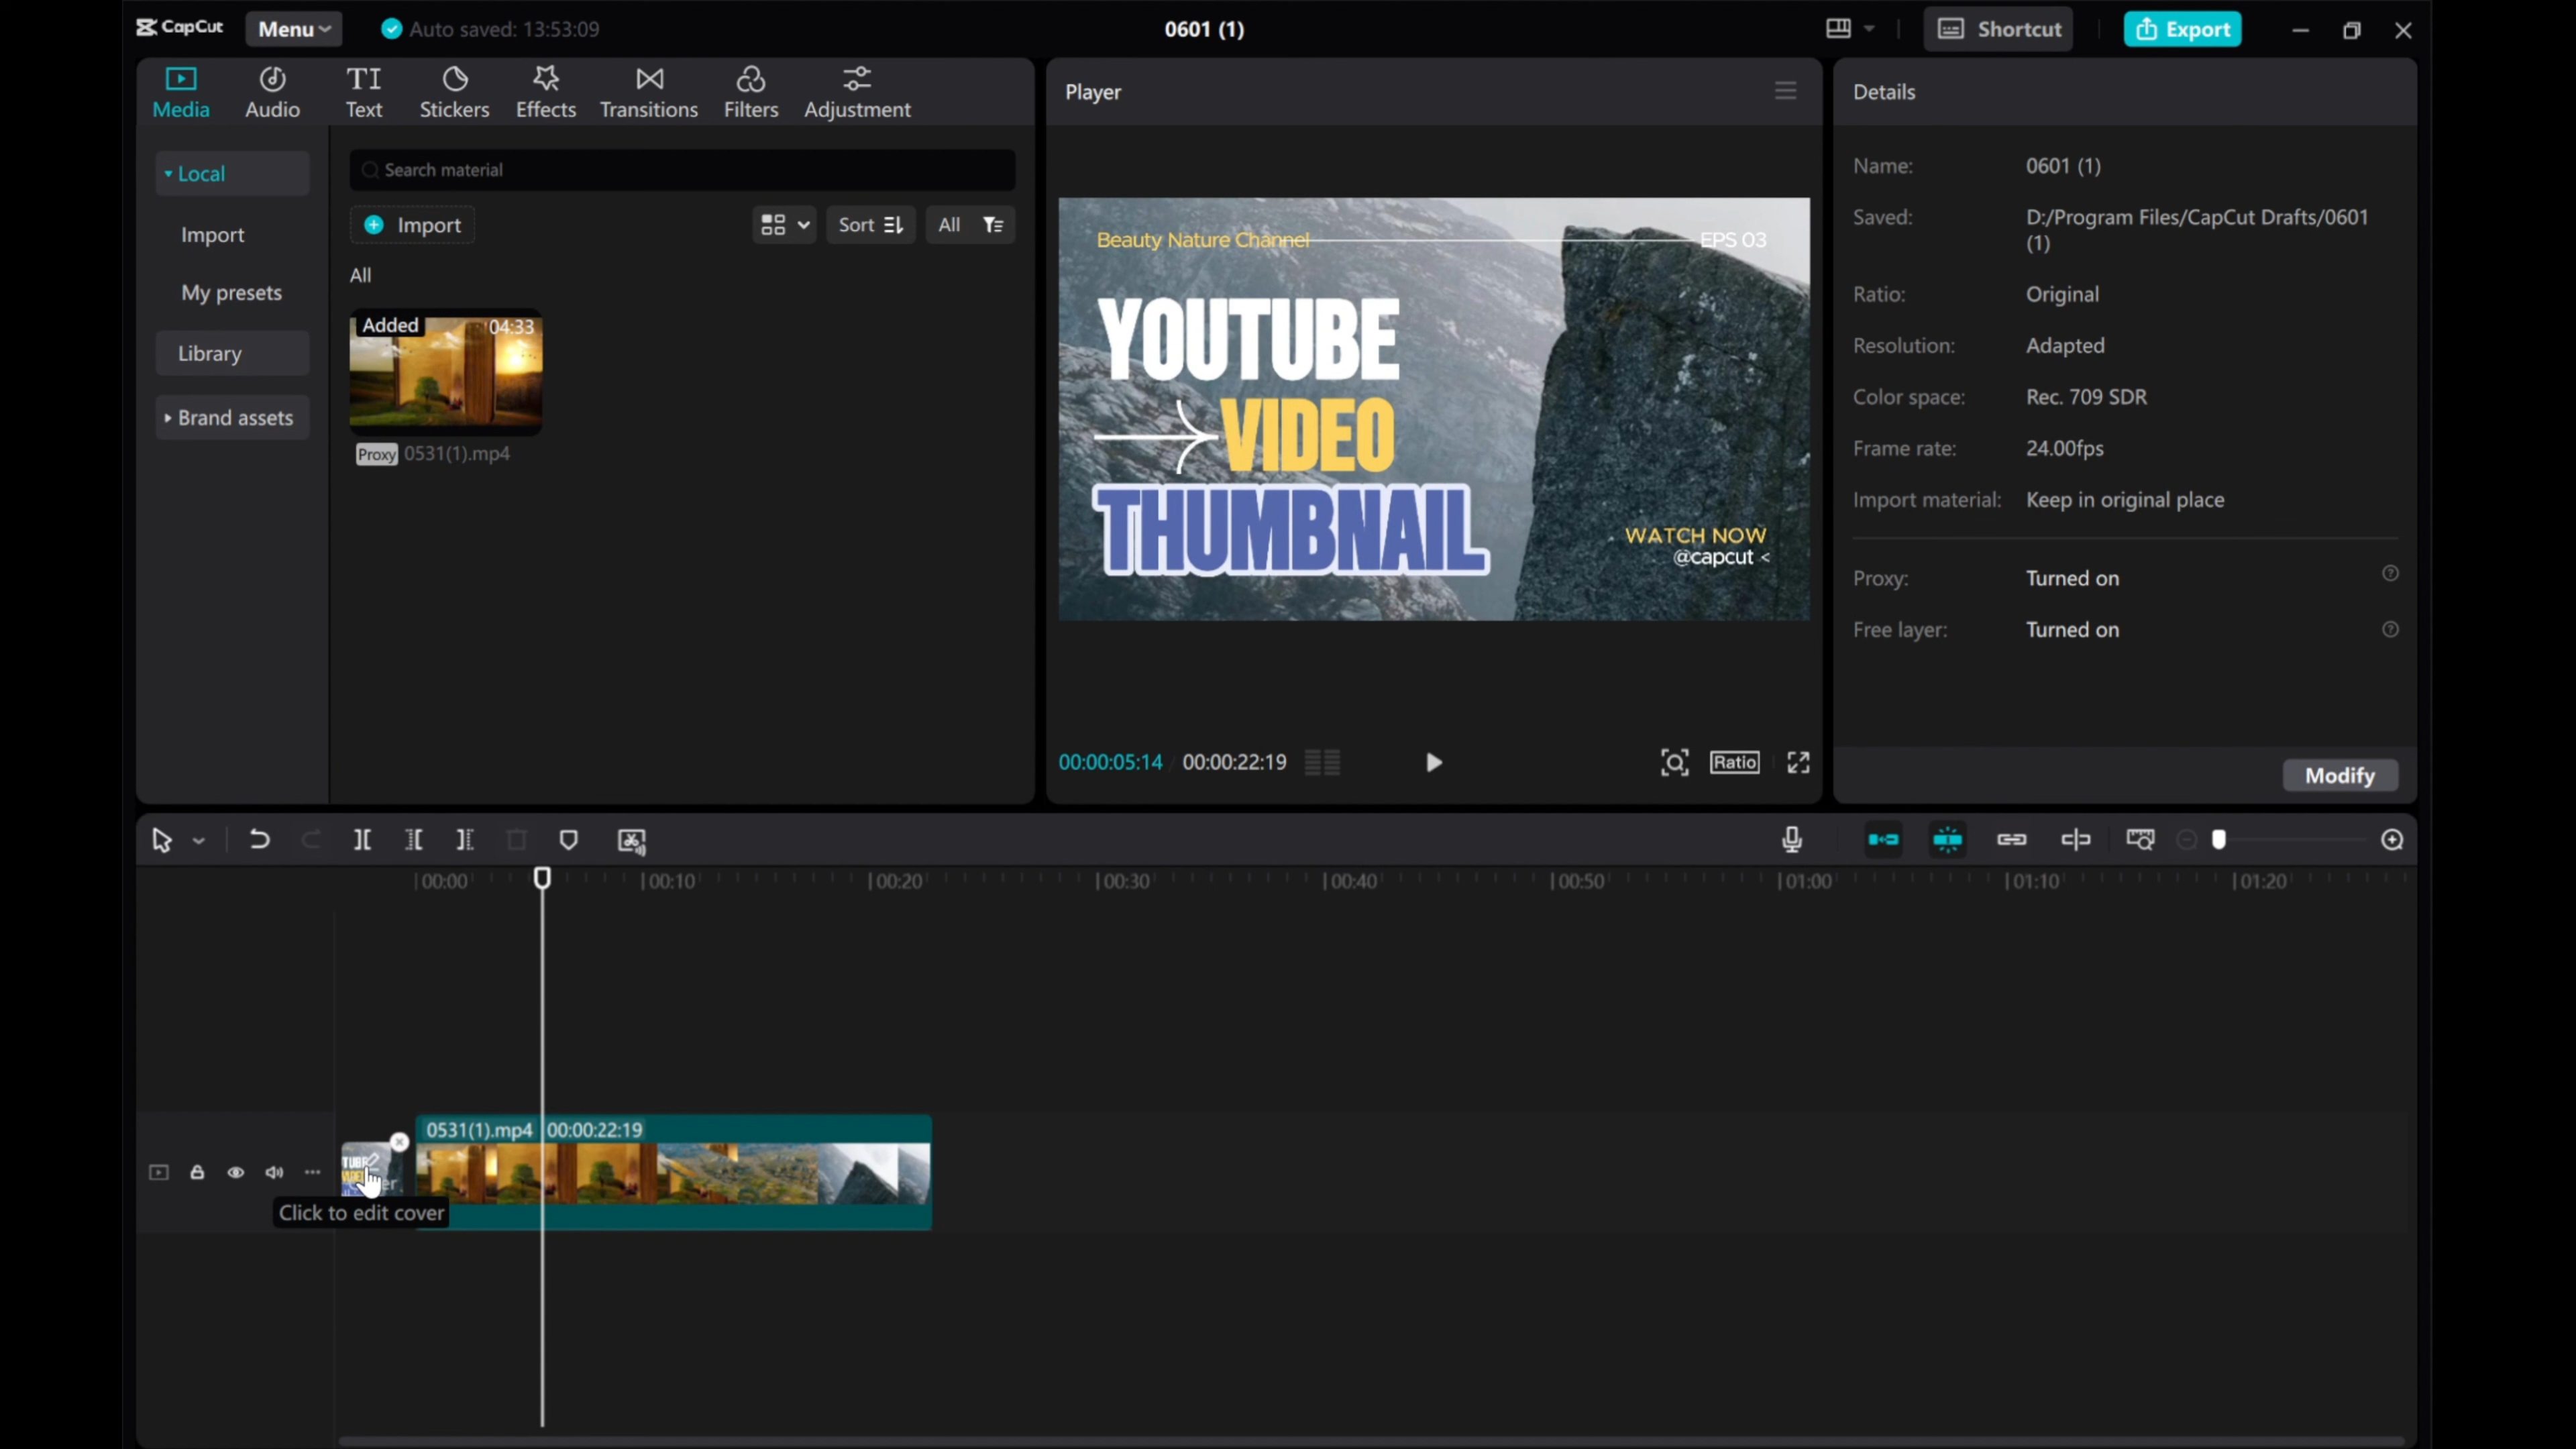 CapCut
Menu
Auto saved: 13:53:09
0601 (1)
Shortcut
Export
Media
Audio
TI
Text
Stickers
Effects
Transitions
Filters
Adjustment
Local
Import
My presets
Library
Brand assets
Search material
Import
Sort
All
All
Added
04:33
Proxy
0531(1).mp4
Player
Beauty Nature Channel
EPS 03
YOUTUBE
VIDEO
THUMBNAIL
WATCH NOW
@capcut <
00:00:05:14
00:00:22:19
Ratio
Details
Name:
0601 (1)
Saved:
D:/Program Files/CapCut Drafts/0601
(1)
Ratio:
Original
Resolution:
Adapted
Color space:
Rec. 709 SDR
Frame rate:
24.00fps
Import material:
Keep in original place
Proxy:
Turned on
Free layer:
Turned on
Modify
00:00
00:10
00:20
00:30
00:40
00:50
01:00
01:10
01:20
0531(1).mp4
00:00:22:19
Click to edit cover